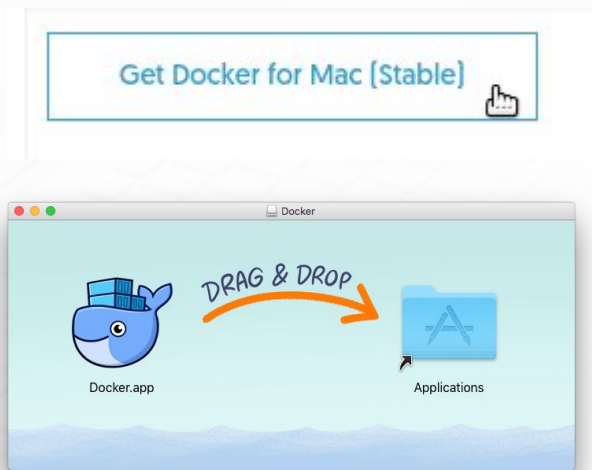 Get Docker for Mac (Stable)
Docker
DRAG & DROP
Docker.app
Applications